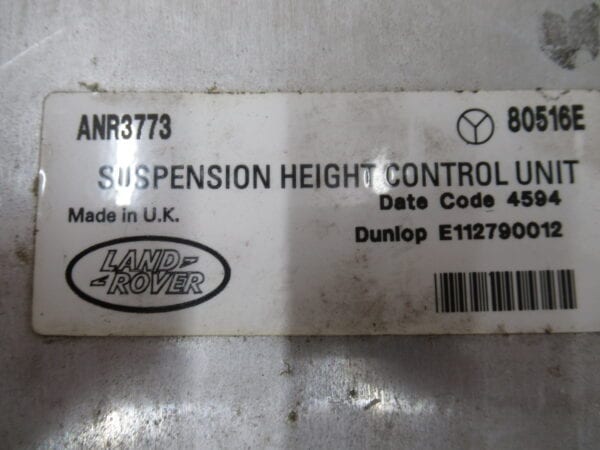 ANR3773 80516E
SUSPENSION HEIGHT CONTROL UNIT
Date Code 4594
Made in U.K.
Dunlop E112790012
LAND-
-ROVER